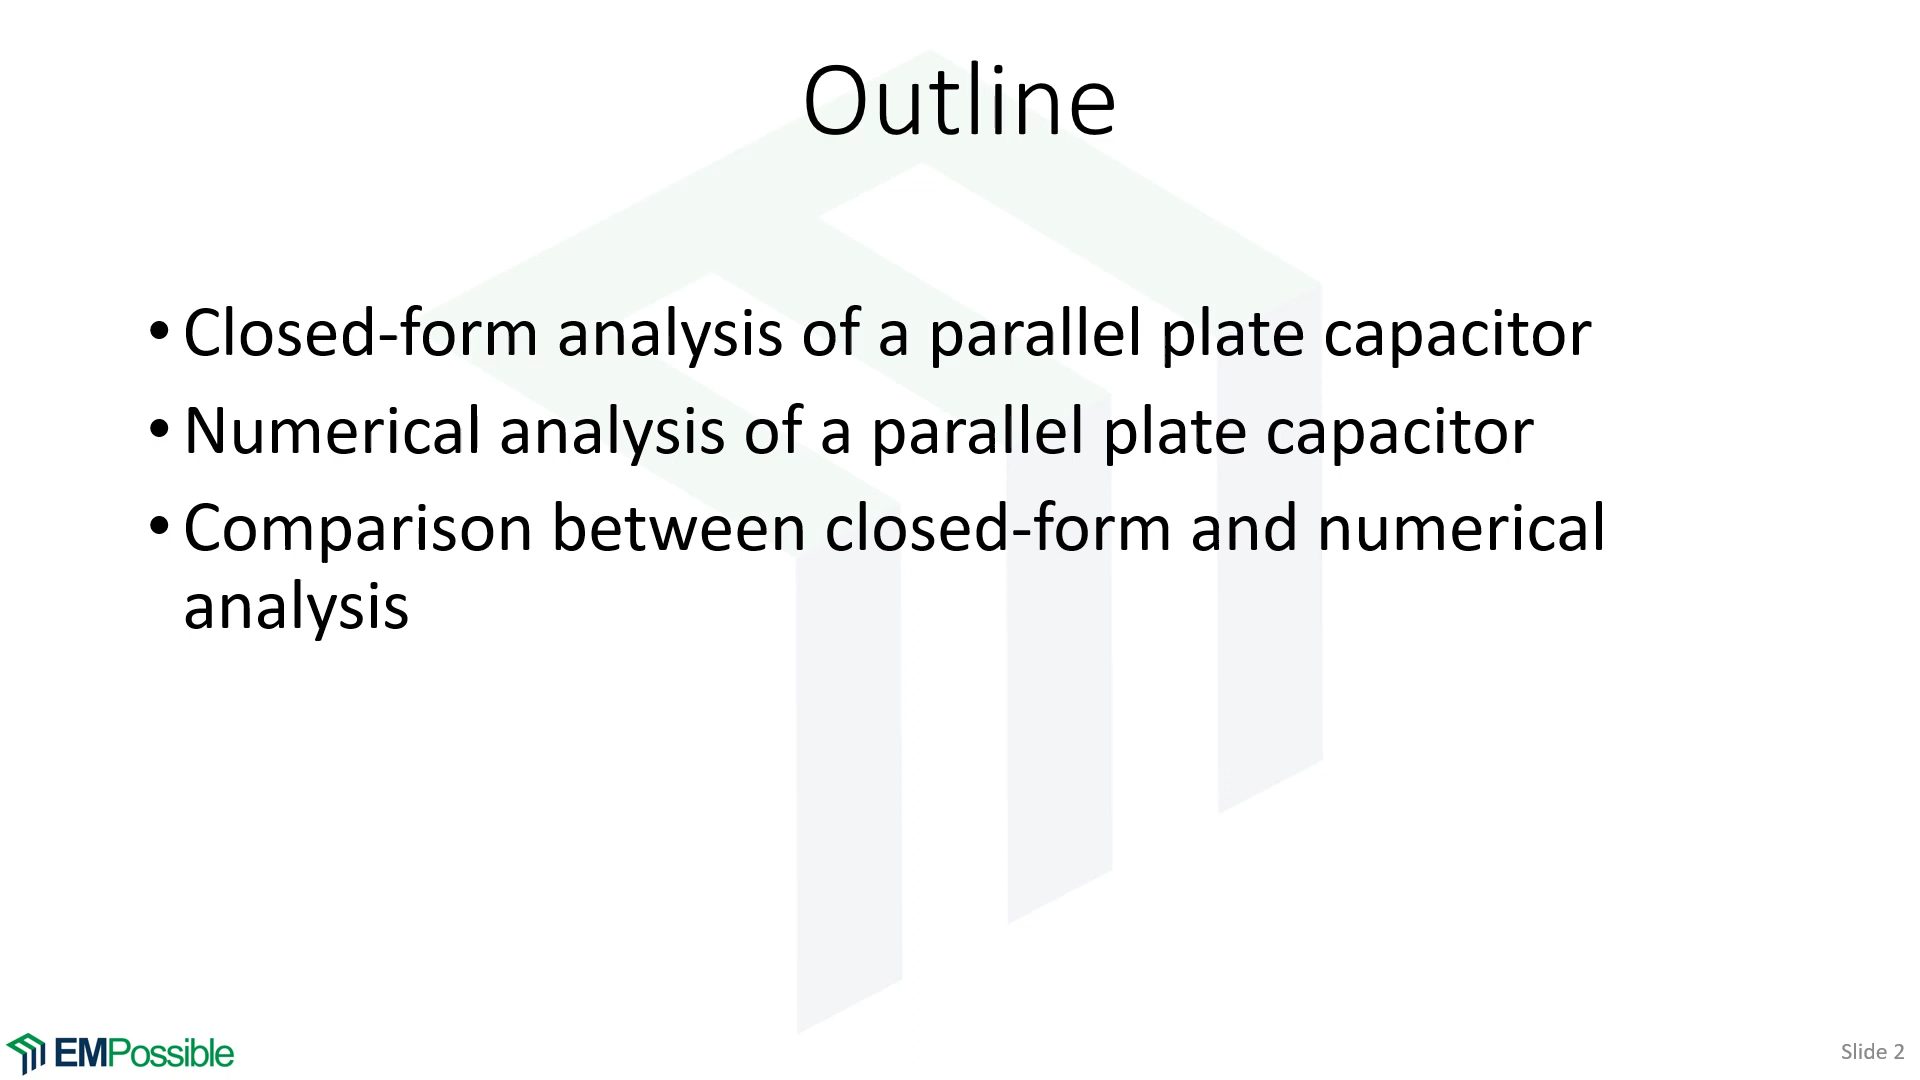 Outline
• Closed-form analysis of a parallel plate capacitor
• Numerical analysis of a parallel plate capacitor
• Comparison between closed-form and numerical
analysis
EMPossible
Slide 2